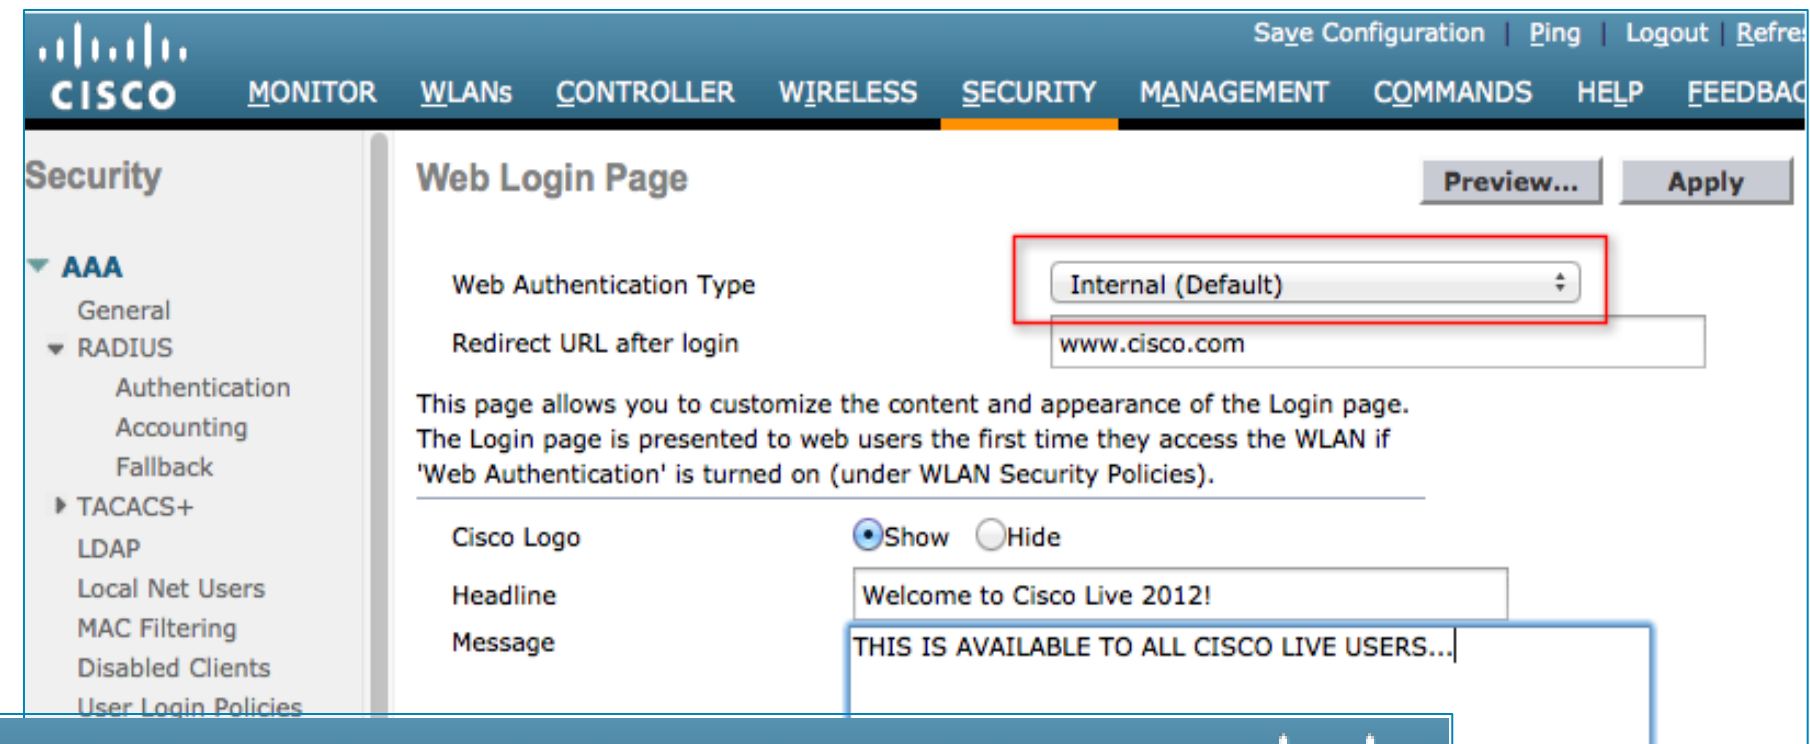 Save Configuration | Ping | Logout | Refres
CISCO MONITOR WLANs CONTROLLER WIRELESS SECURITY MANAGEMENT COMMANDS HELP FEEDBAC
Security
AAA
General
RADIUS
Authentication
Accounting
Fallback
TACACS+
LDAP
Local Net Users
MAC Filtering
Disabled Clients
User Login Policies
Web Login Page
Preview... Apply
Web Authentication Type Internal (Default)
Redirect URL after login www.cisco.com
This page allows you to customize the content and appearance of the Login page.
The Login page is presented to web users the first time they access the WLAN if
'Web Authentication' is turned on (under WLAN Security Policies).
Cisco Logo Show Hide
Headline Welcome to Cisco Live 2012!
Message THIS IS AVAILABLE TO ALL CISCO LIVE USERS...